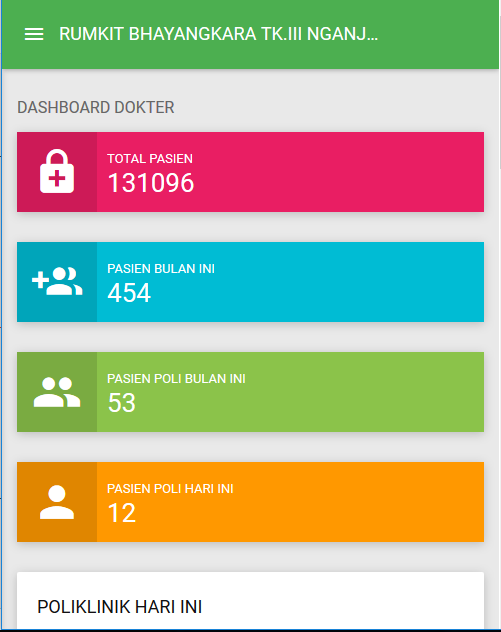 RUMKIT BHAYANGKARA TK.III NGANJ...
DASHBOARD DOKTER
TOTAL PASIEN
131096
PASIEN BULAN INI
454
PASIEN POLI BULAN INI
53
PASIEN POLI HARI INI
12
POLIKLINIK HARI INI